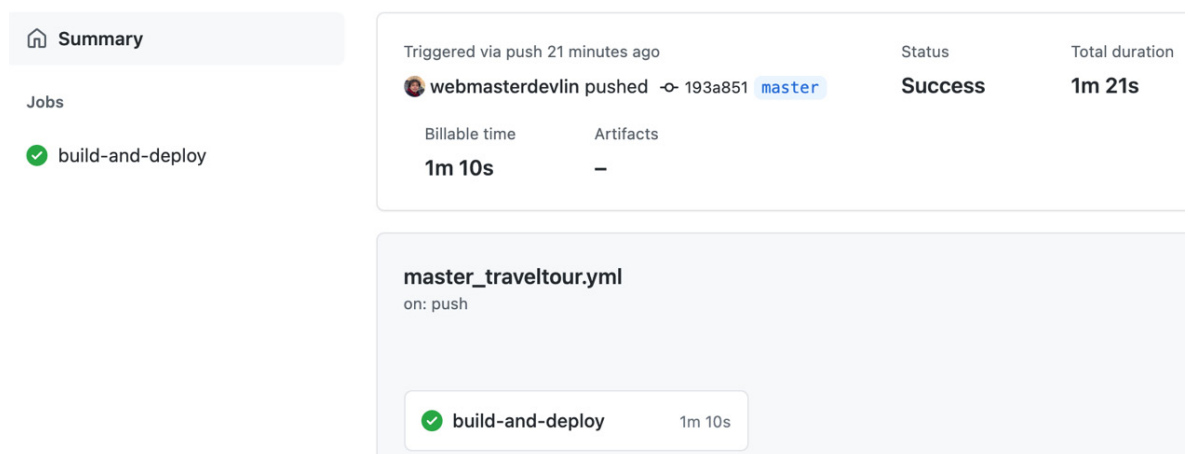 Summary
Jobs
build-and-deploy
Triggered via push 21 minutes ago
webmasterdevlin pushed 193a851 master
Status
Success
Total duration
1m 21s
Billable time
1m 10s
Artifacts
–
master_traveltour.yml
on: push
build-and-deploy 1m 10s